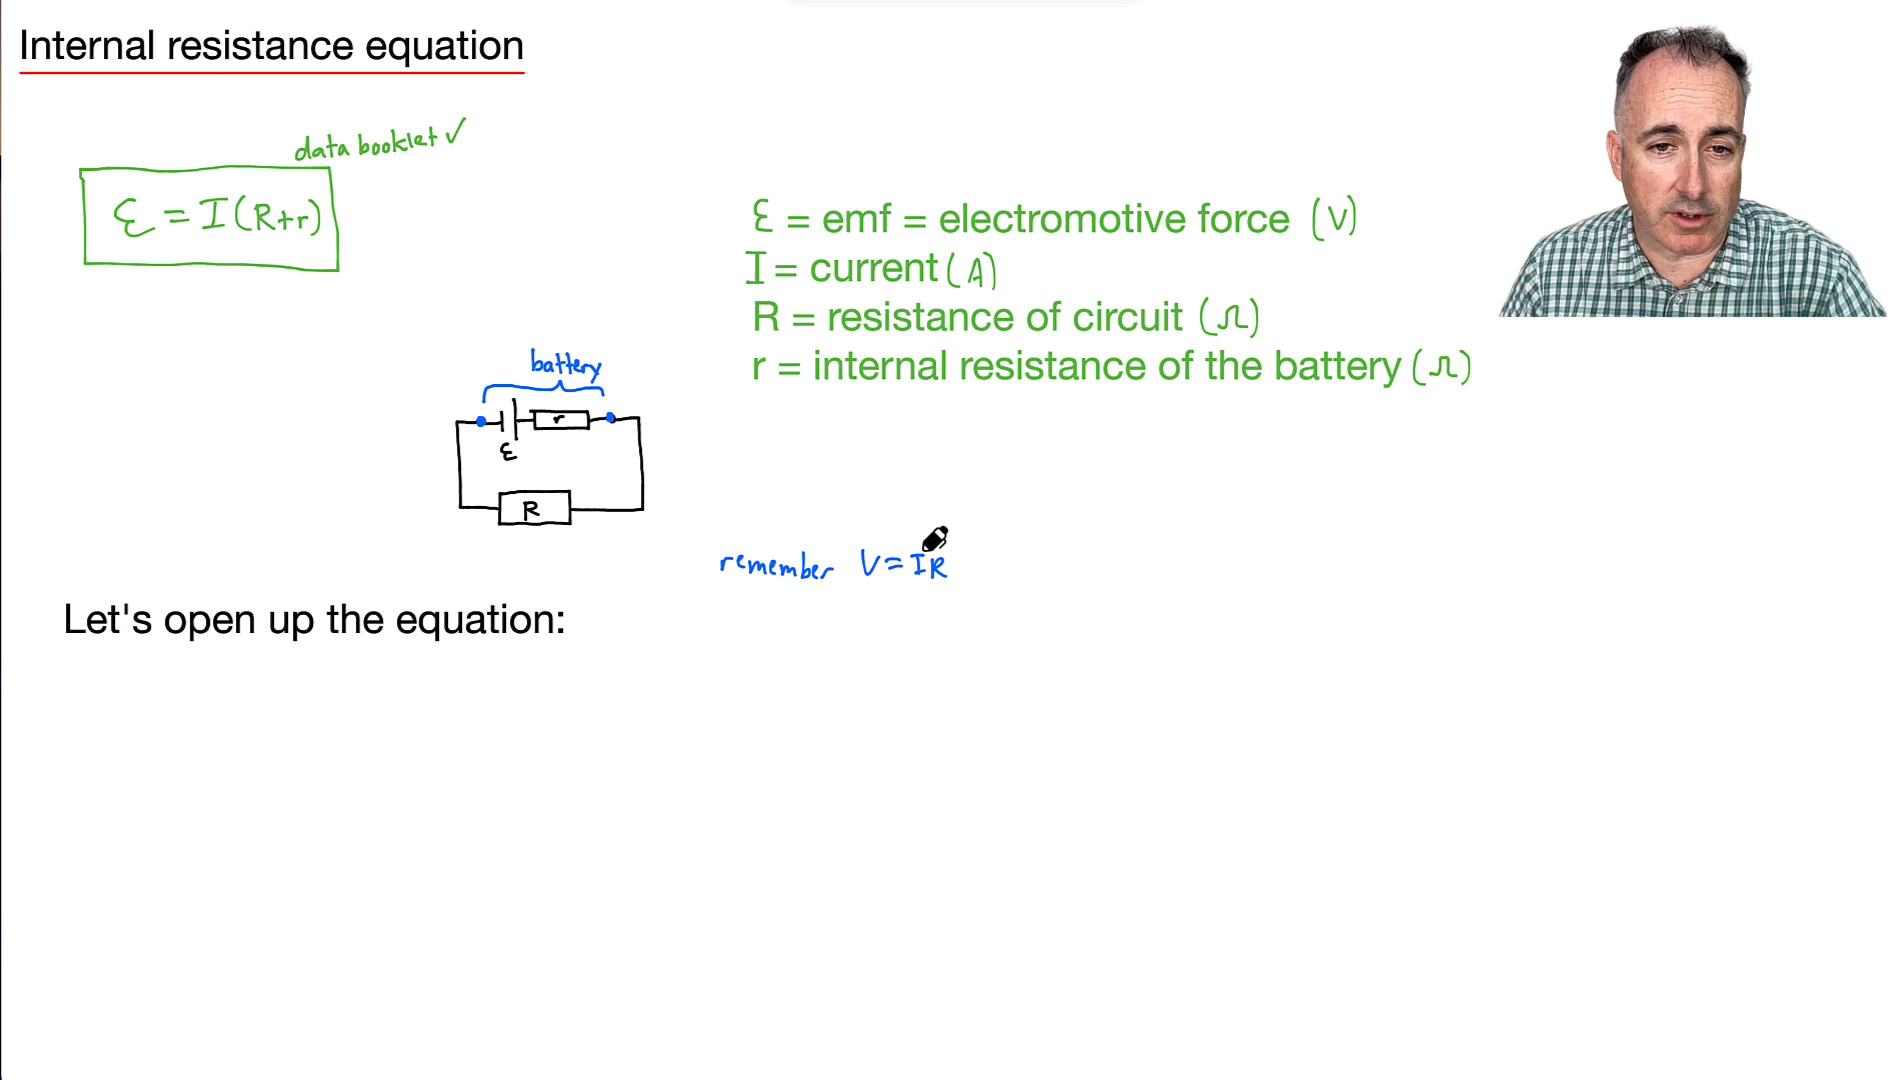 Internal resistance equation
data booklet ✓
ε = I(R+r)
ε = emf = electromotive force (V)
I = current (A)
R = resistance of circuit (Ω)
r = internal resistance of the battery (Ω)
battery
r
ε
R
remember V = IR
Let's open up the equation: